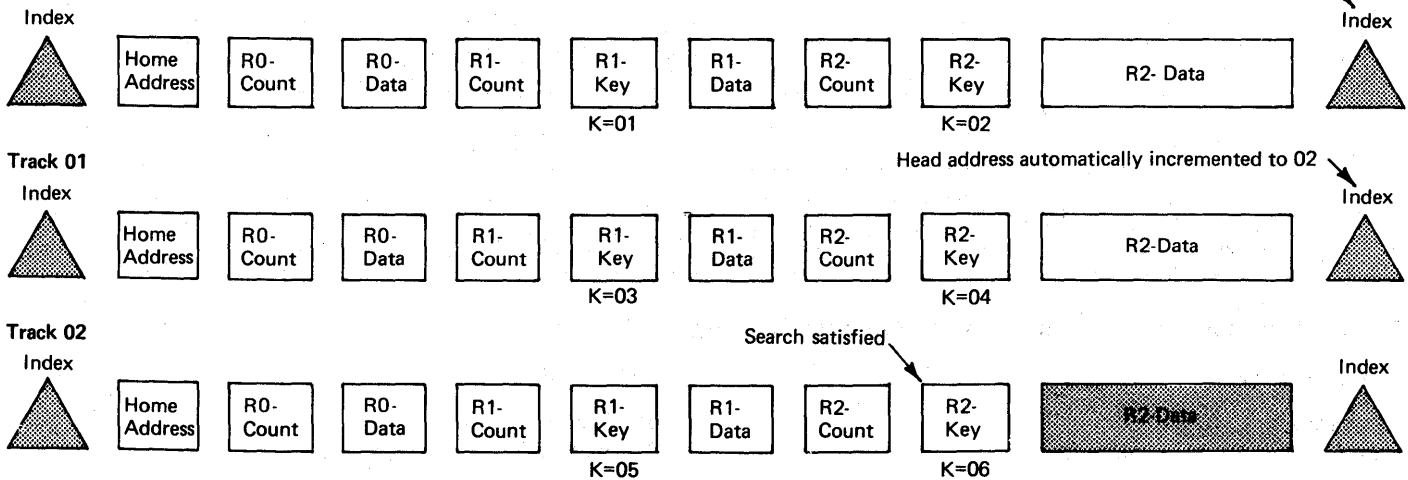 Index
Index
Home Address
R0-Count
R0-Data
R1-Count
R1-Key
R1-Data
R2-Count
R2-Key
R2- Data
K=01
K=02
Track 01
Head address automatically incremented to 02
Index
Index
Home Address
R0-Count
R0-Data
R1-Count
R1-Key
R1-Data
R2-Count
R2-Key
R2-Data
K=03
K=04
Track 02
Search satisfied
Index
Index
Home Address
R0-Count
R0-Data
R1-Count
R1-Key
R1-Data
R2-Count
R2-Key
R2-Data
K=05
K=06